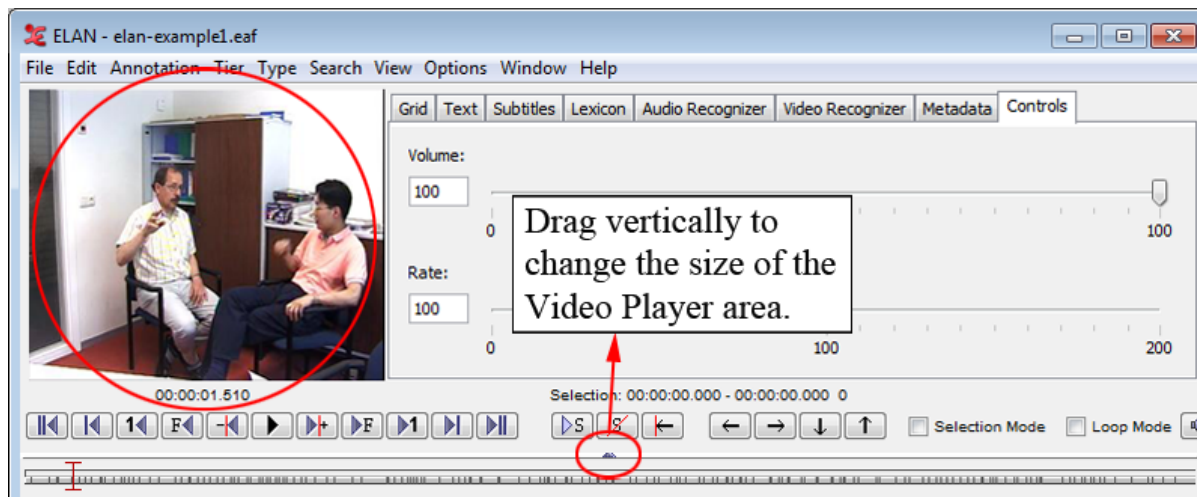 ELAN - elan-example1.eaf
File Edit Annotation Tier Type Search View Options Window Help
Grid Text Subtitles Lexicon Audio Recognizer Video Recognizer Metadata Controls
Volume:
100
0 100
Drag vertically to
change the size of the
Video Player area.
Rate:
100
0 100 200
00:00:01.510 Selection: 00:00:00.000 - 00:00:00.000 0
1 F S S Selection Mode Loop Mode
F 1